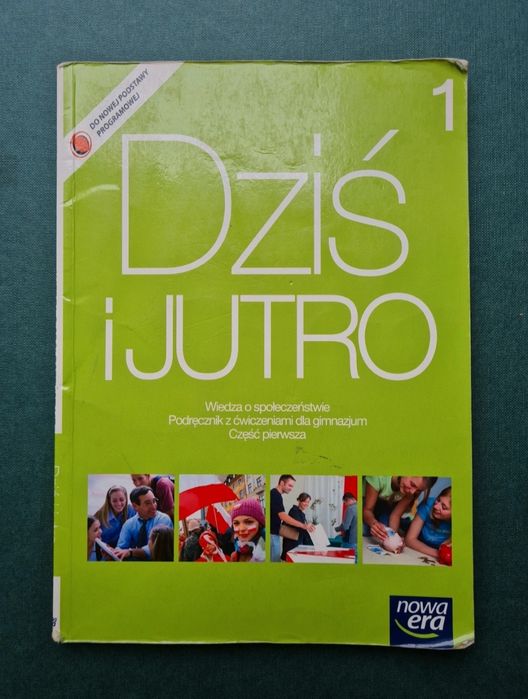 DO NOWEJ PODSTAWY
PROGRAMOWEJ
1
Dziś
i JUTRO
Wiedza o społeczeństwie
Podręcznik z ćwiczeniami dla gimnazjum
Część pierwsza
nowa
era